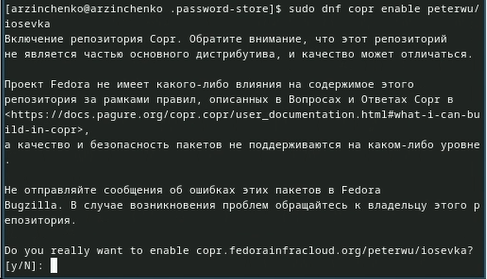 [arzinchenko@arzinchenko .password-store]$ sudo dnf copr enable peterwu/
iosevka
Включение репозитория Copr. Обратите внимание, что этот репозиторий
не является частью основного дистрибутива, и качество может отличаться.

Проект Fedora не имеет какого-либо влияния на содержимое этого
репозитория за рамками правил, описанных в Вопросах и Ответах Copr в
<https://docs.pagure.org/copr.copr/user_documentation.html#what-i-can-bu
ild-in-copr>,
а качество и безопасность пакетов не поддерживаются на каком-либо уровне
.

Не отправляйте сообщения об ошибках этих пакетов в Fedora
Bugzilla. В случае возникновения проблем обращайтесь к владельцу этого р
епозитория.

Do you really want to enable copr.fedorainfracloud.org/peterwu/iosevka?
[y/N]: